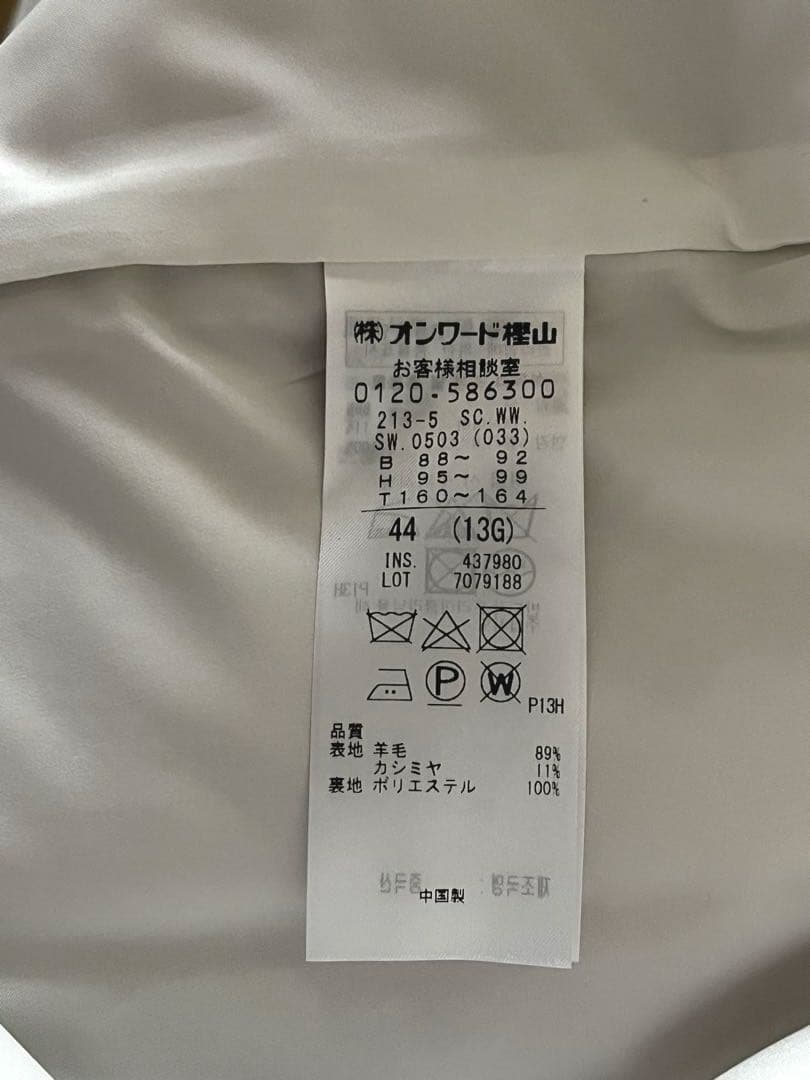 (株)オンワード樫山
お客様相談室
0120-586300
213-5 SC.WW.
SW.0503 (033)
B 88~ 92
H 95~ 99
T160~164
44 (13G)
INS. 437980
LOT 7079188
P
W
P13H
品質
表地 羊毛 89%
カシミヤ 11%
裏地 ポリエステル 100%
中国製